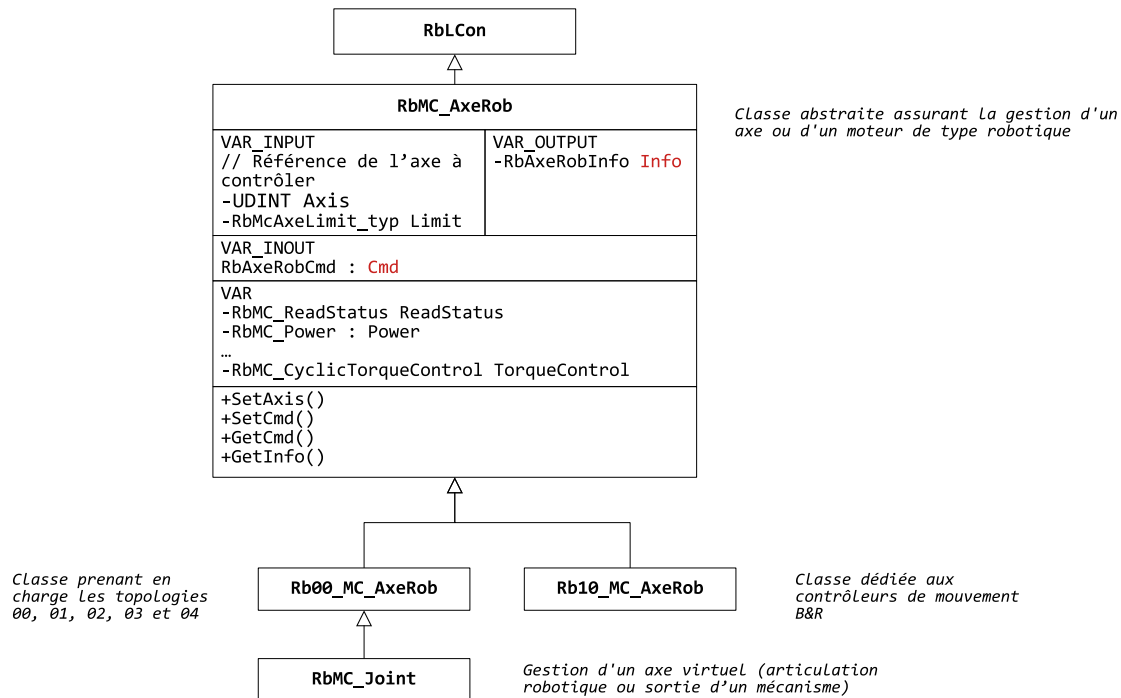 RbLCon
RbMC_AxeRob
Classe abstraite assurant la gestion d'un
axe ou d'un moteur de type robotique
VAR_INPUT
// Référence de l’axe à
contrôler
-UDINT Axis
-RbMcAxeLimit_typ Limit
VAR_OUTPUT
-RbAxeRobInfo Info
VAR_INOUT
RbAxeRobCmd : Cmd
VAR
-RbMC_ReadStatus ReadStatus
-RbMC_Power : Power
…
-RbMC_CyclicTorqueControl TorqueControl
+SetAxis()
+SetCmd()
+GetCmd()
+GetInfo()
Classe prenant en
charge les topologies
00, 01, 02, 03 et 04
Rb00_MC_AxeRob
Rb10_MC_AxeRob
Classe dédiée aux
contrôleurs de mouvement
B&R
RbMC_Joint
Gestion d'un axe virtuel (articulation
robotique ou sortie d’un mécanisme)